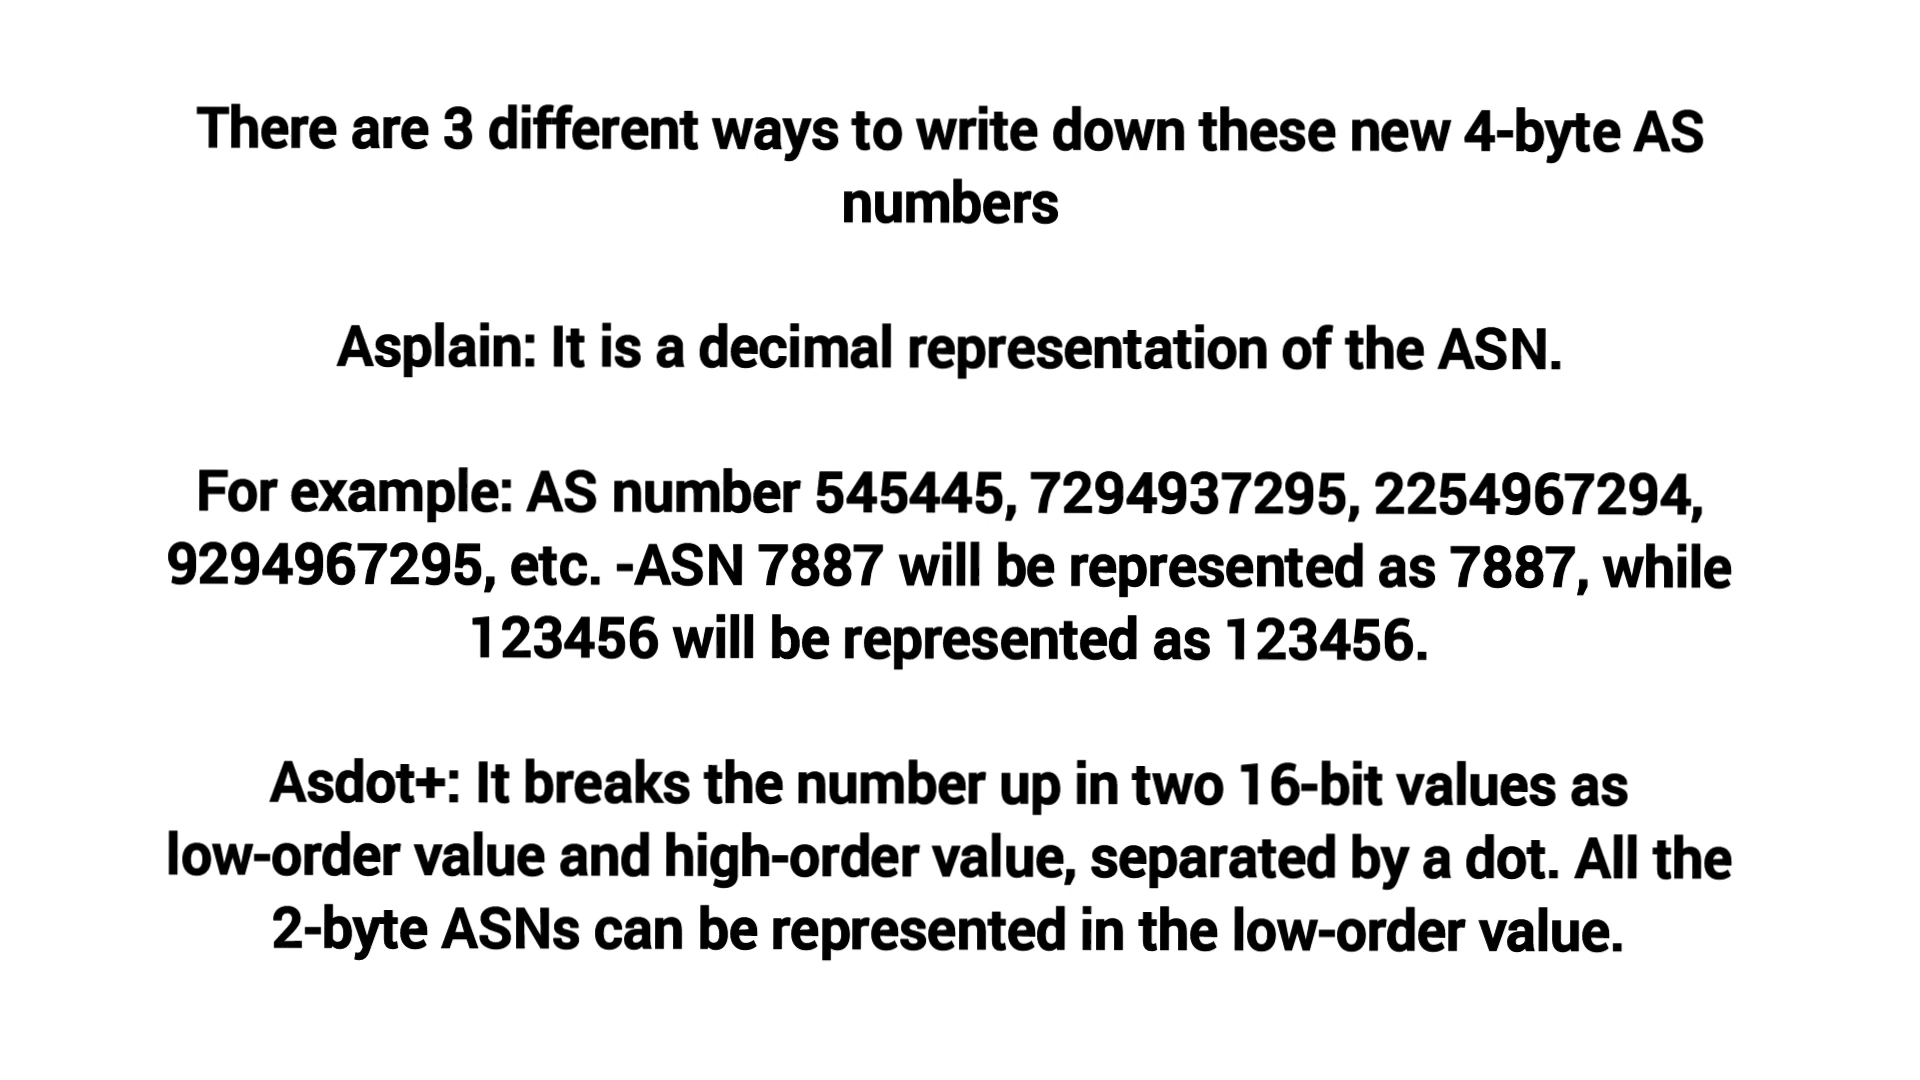 There are 3 different ways to write down these new 4-byte AS
numbers
Asplain: It is a decimal representation of the ASN.
For example: AS number 545445, 7294937295, 2254967294,
9294967295, etc. -ASN 7887 will be represented as 7887, while
123456 will be represented as 123456.
Asdot+: It breaks the number up in two 16-bit values as
low-order value and high-order value, separated by a dot. All the
2-byte ASNs can be represented in the low-order value.